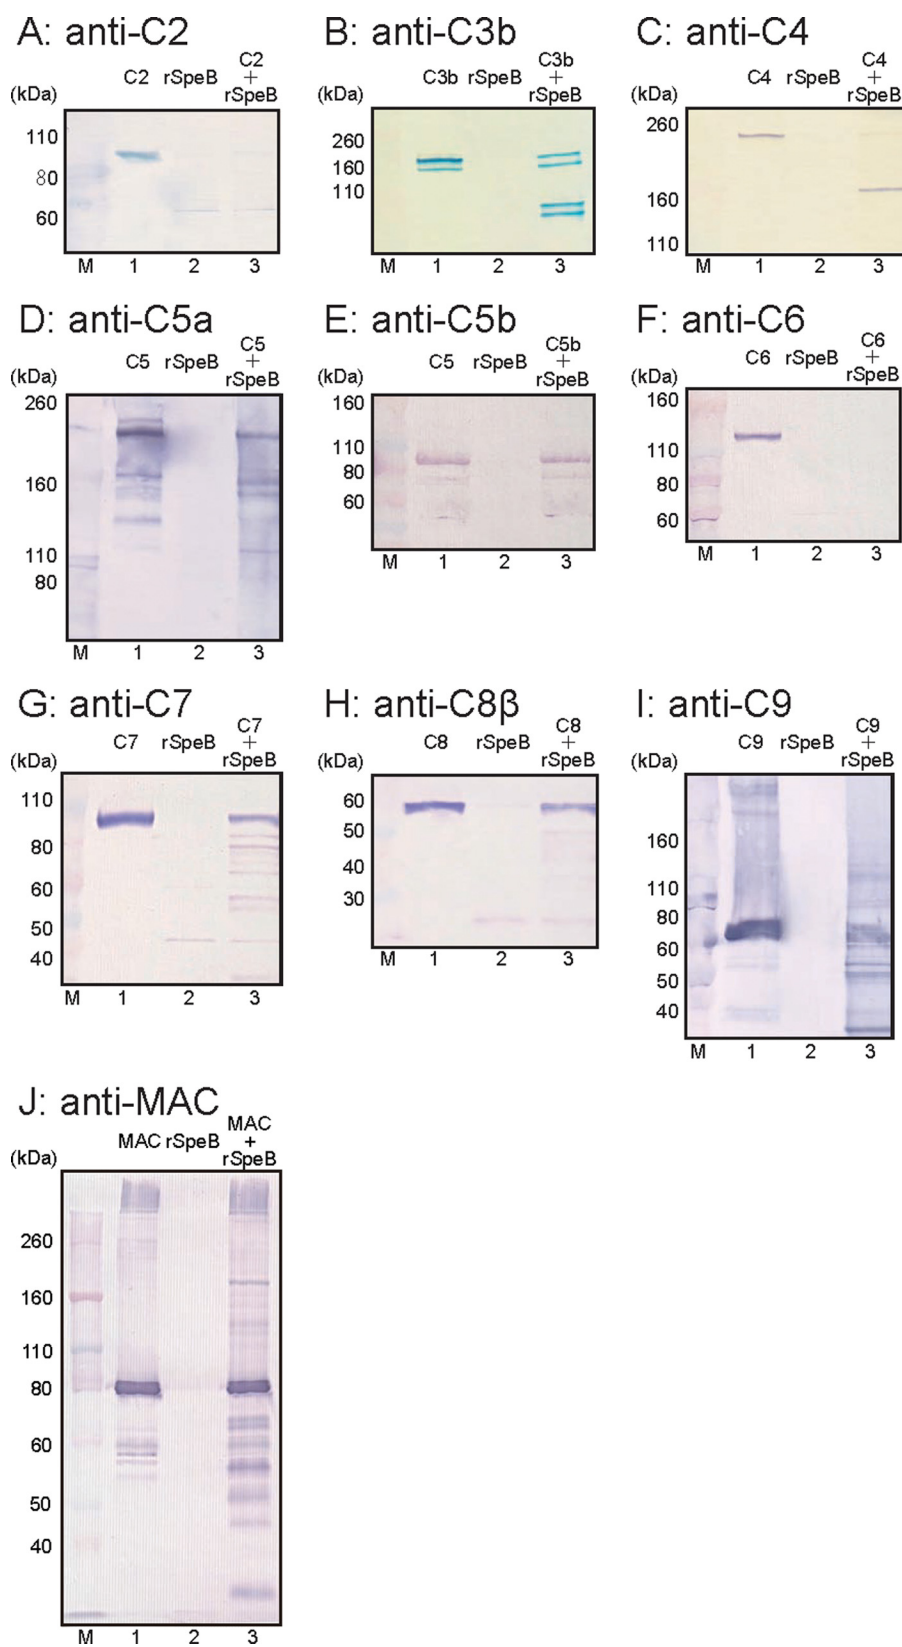 A: anti-C2
C2 rSpeB C2 + rSpeB
(kDa)
110
80
60
M 1 2 3
B: anti-C3b
C3b rSpeB C3b + rSpeB
(kDa)
260
160
110
M 1 2 3
C: anti-C4
C4 rSpeB C4 + rSpeB
(kDa)
260
160
110
M 1 2 3
D: anti-C5a
C5 rSpeB C5 + rSpeB
(kDa)
260
160
110
80
M 1 2 3
E: anti-C5b
C5 rSpeB C5b + rSpeB
(kDa)
160
110
80
60
M 1 2 3
F: anti-C6
C6 rSpeB C6 + rSpeB
(kDa)
160
110
80
60
M 1 2 3
G: anti-C7
C7 rSpeB C7 + rSpeB
(kDa)
110
80
60
50
40
M 1 2 3
H: anti-C8β
C8 rSpeB C8 + rSpeB
(kDa)
60
50
40
30
M 1 2 3
I: anti-C9
C9 rSpeB C9 + rSpeB
(kDa)
160
110
80
60
50
40
M 1 2 3
J: anti-MAC
MAC rSpeB MAC + rSpeB
(kDa)
260
160
110
80
60
50
40
M 1 2 3